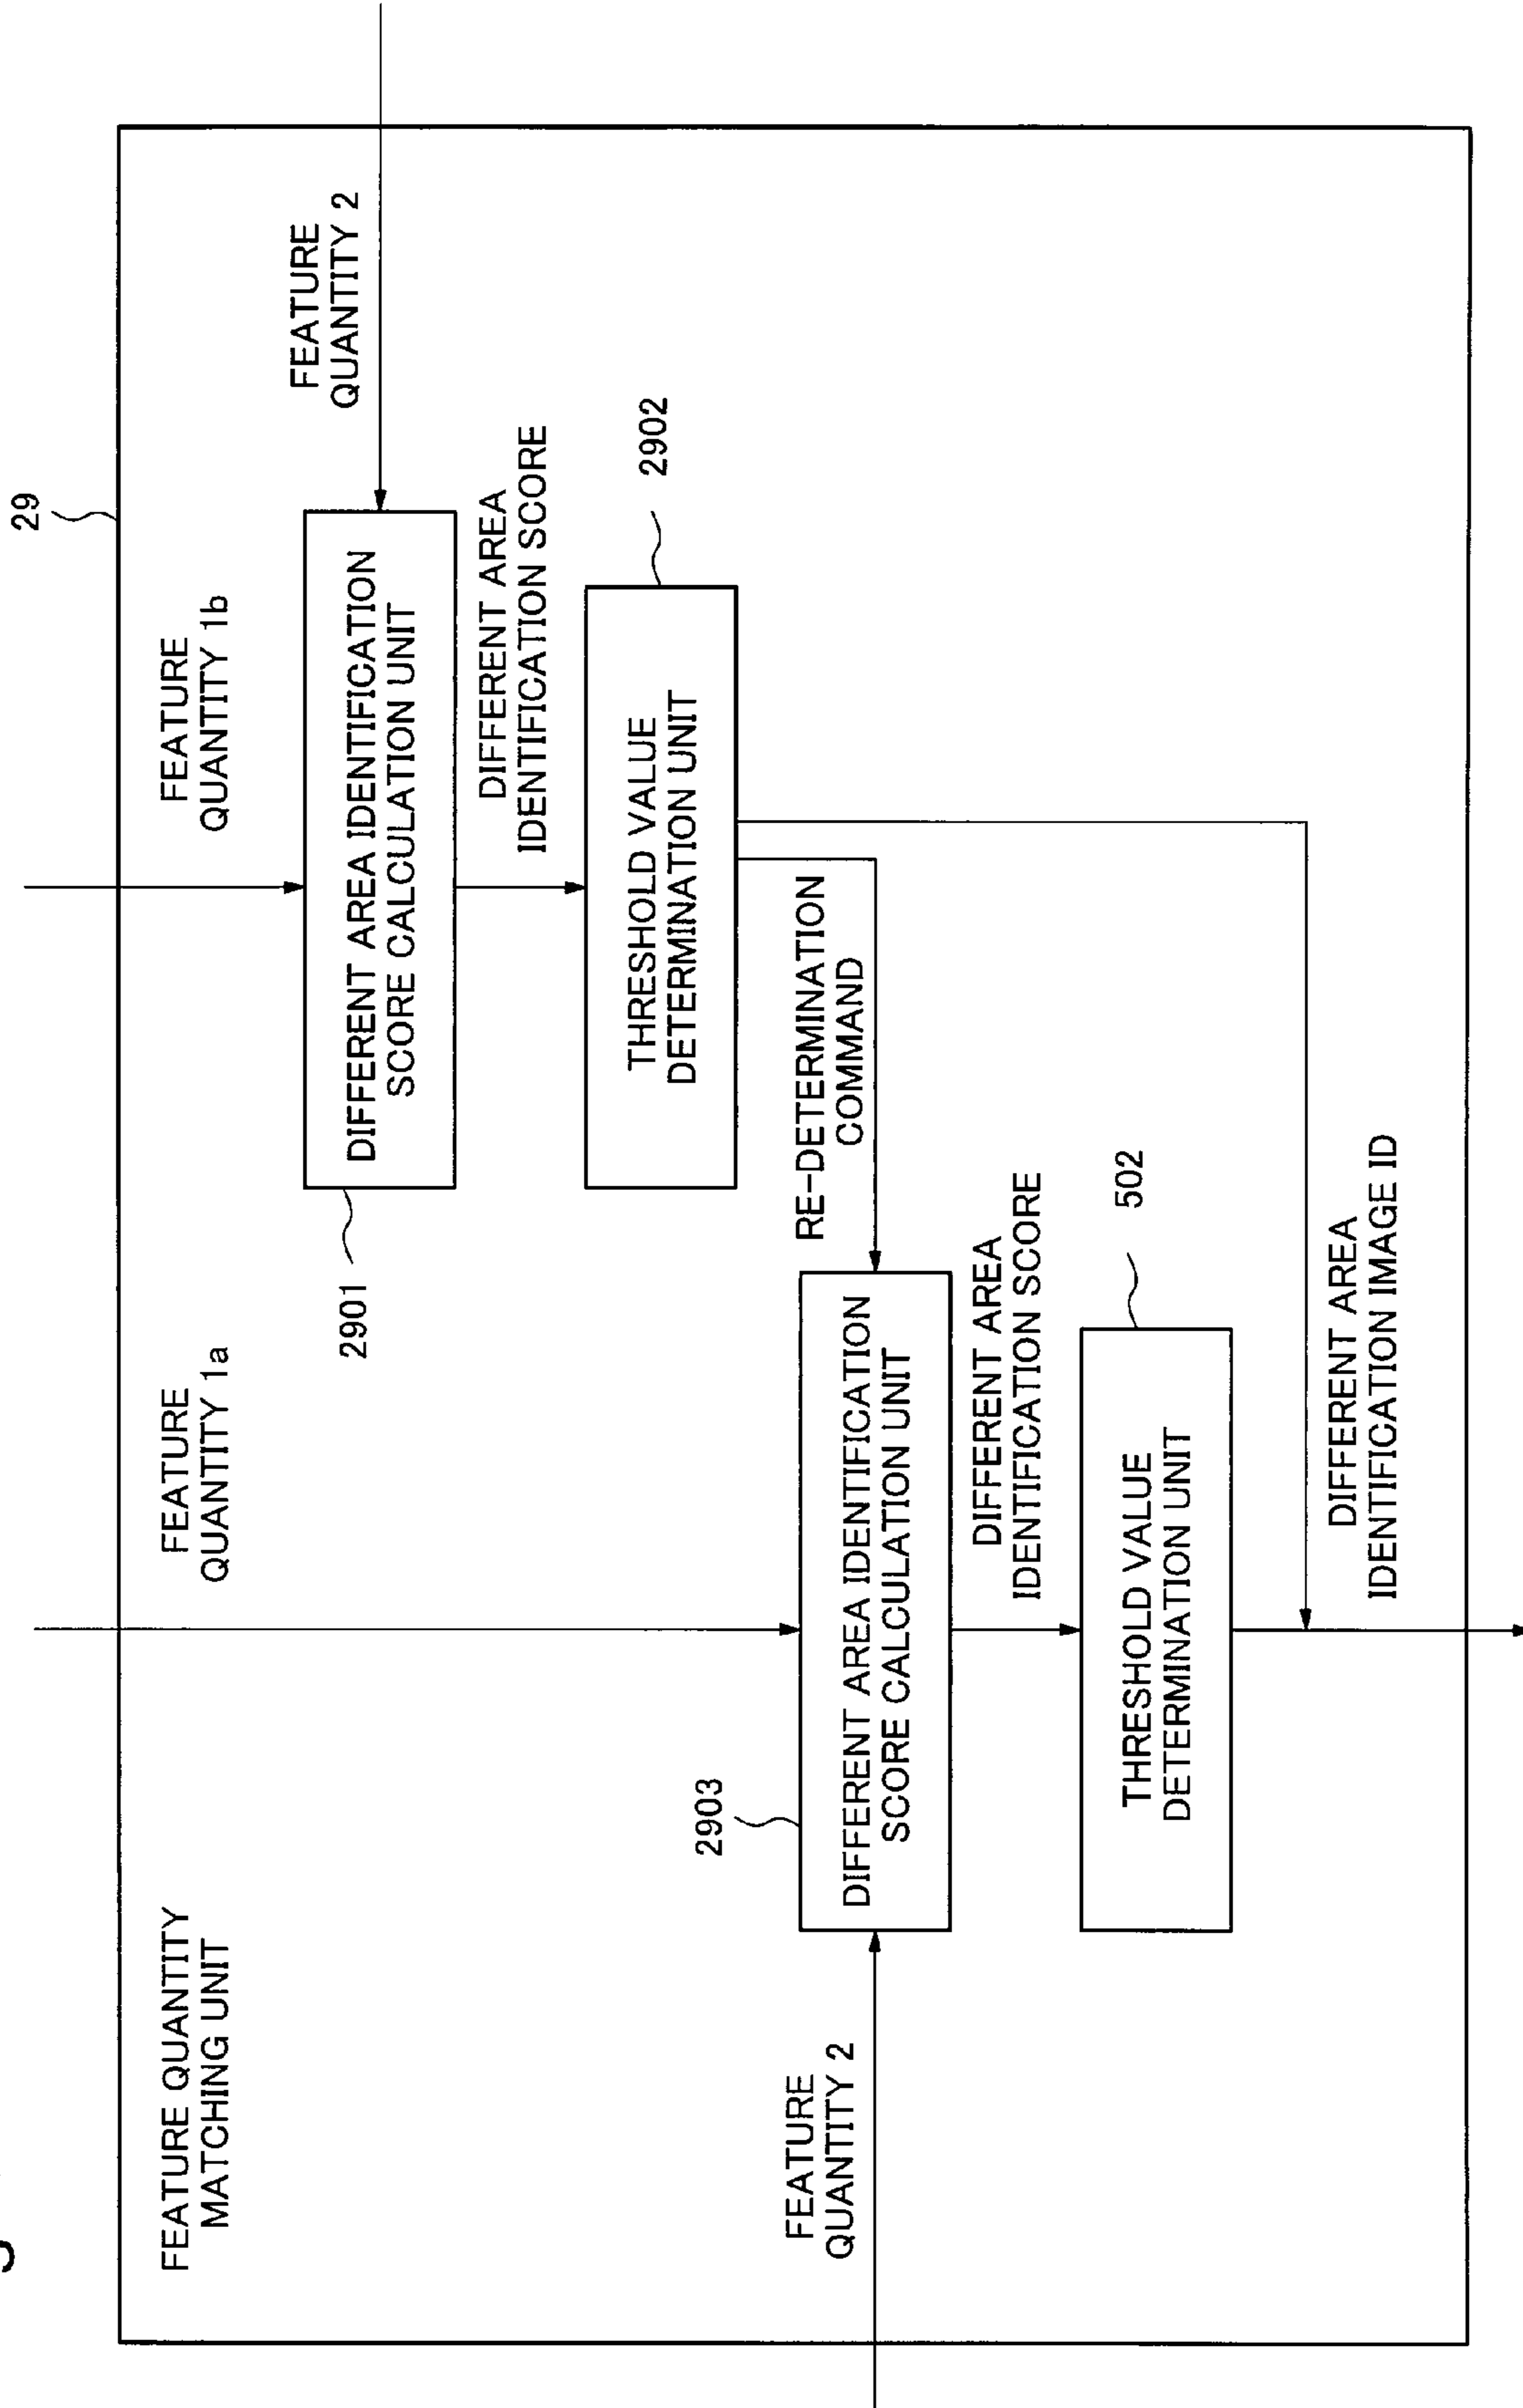 29
FEATURE QUANTITY
MATCHING UNIT
FEATURE
QUANTITY 1a
FEATURE
QUANTITY 1b
FEATURE
QUANTITY 2
2901
DIFFERENT AREA IDENTIFICATION
SCORE CALCULATION UNIT
DIFFERENT AREA
IDENTIFICATION SCORE
2902
THRESHOLD VALUE
DETERMINATION UNIT
RE-DETERMINATION
COMMAND
FEATURE
QUANTITY 2
2903
DIFFERENT AREA IDENTIFICATION
SCORE CALCULATION UNIT
DIFFERENT AREA
IDENTIFICATION SCORE
502
THRESHOLD VALUE
DETERMINATION UNIT
DIFFERENT AREA
IDENTIFICATION IMAGE ID